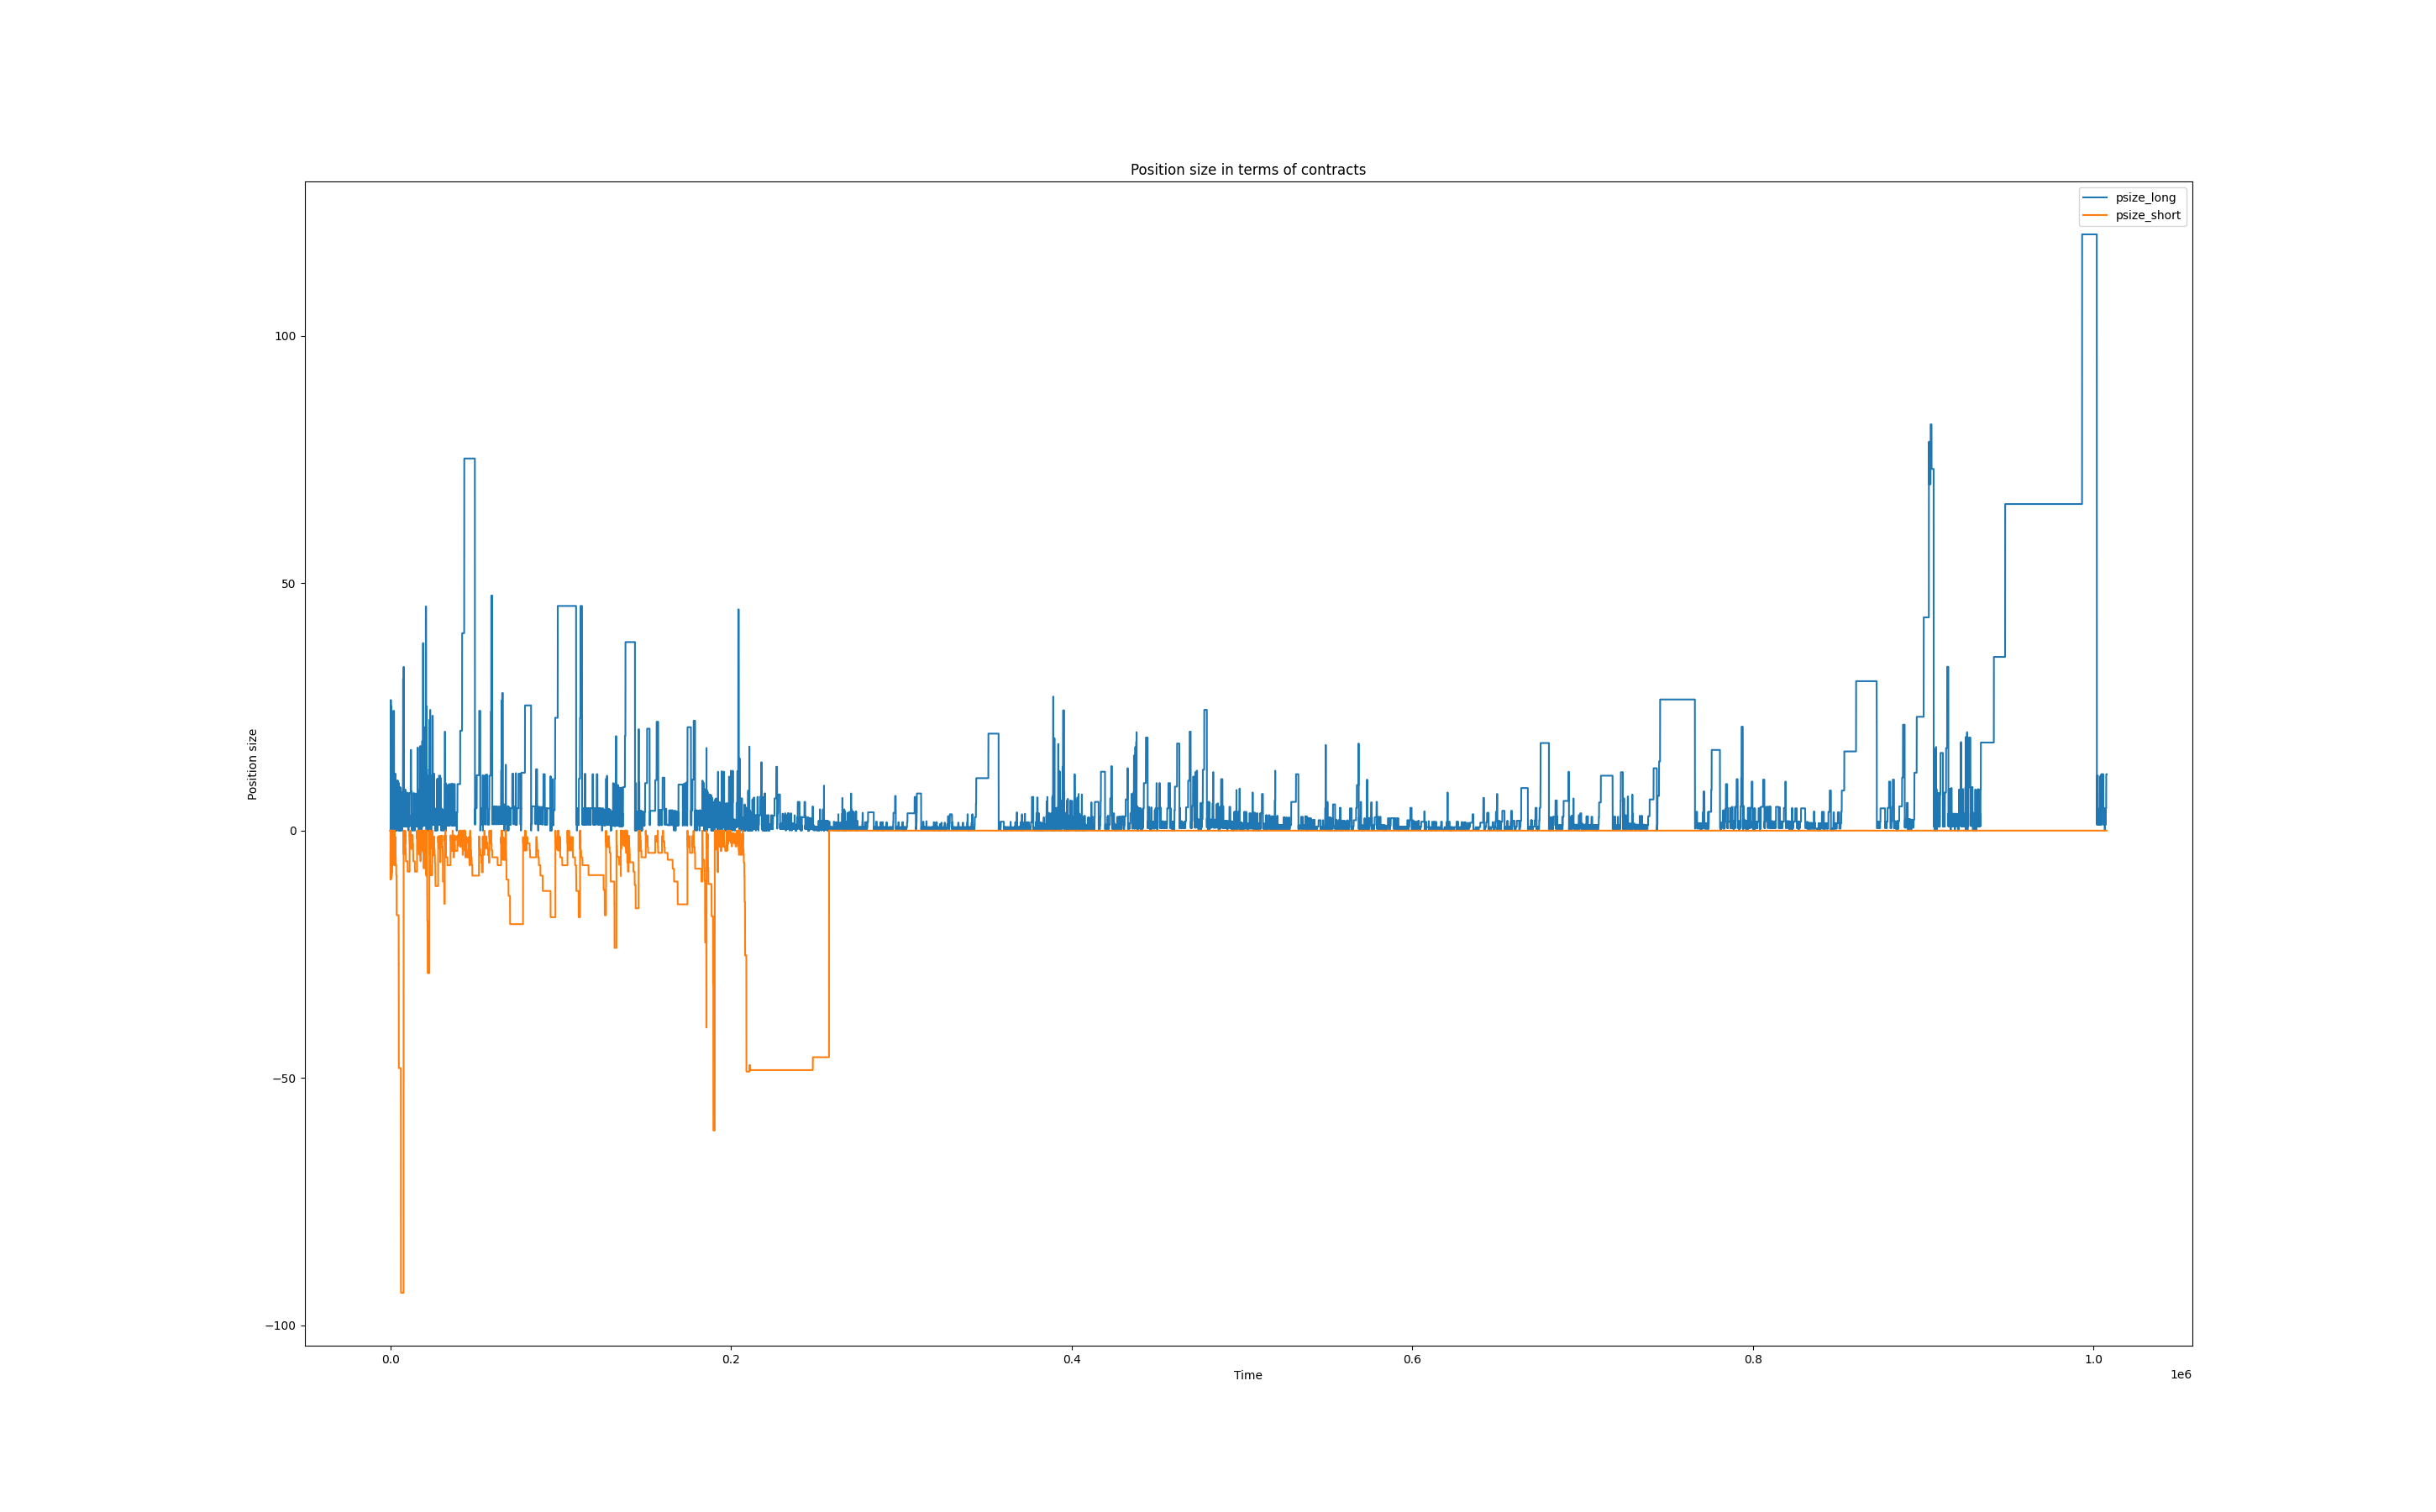 Position size in terms of contracts
psize_long
psize_short
100
50
0
−50
−100
Position size
0.0 0.2 0.4 0.6 0.8 1.0
1e6
Time